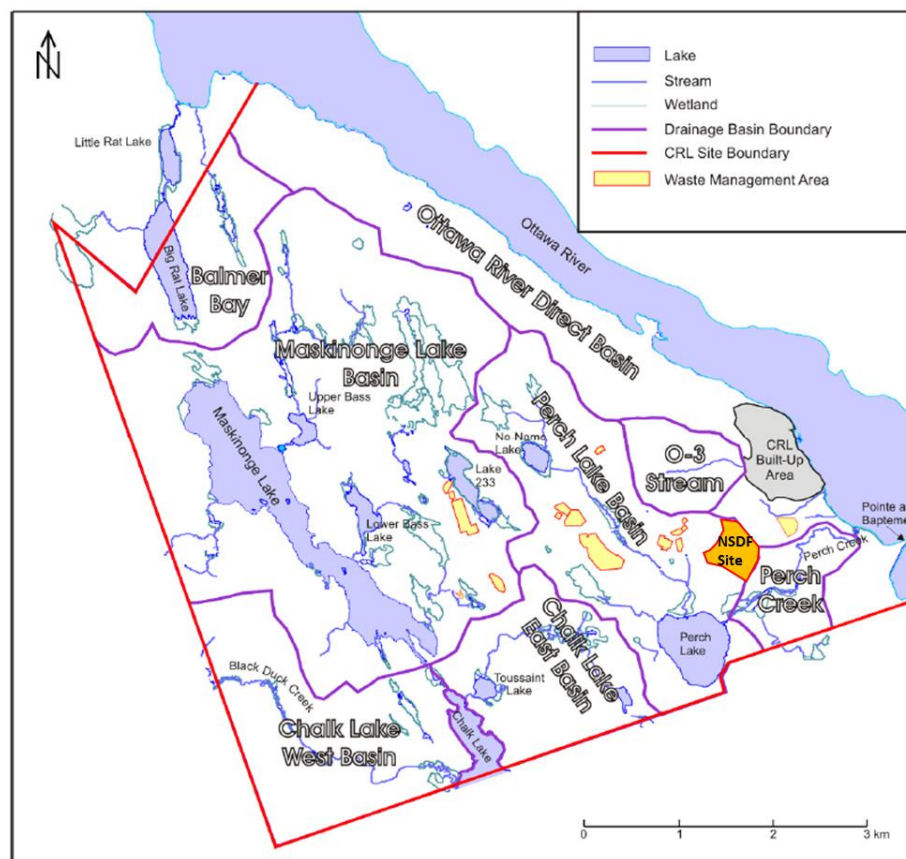 N
Lake
Stream
Wetland
Drainage Basin Boundary
CRL Site Boundary
Waste Management Area
Little Rat Lake
Big Rat Lake
Balmer
Bay
Ottawa River
Ottawa River Direct Basin
Maskinonge Lake
Basin
Upper Bass
Lake
Maskinonge Lake
Lower Bass
Lake
Lake
233
No-Name
Lake
Perch Lake Basin
O-3
Stream
CRL
Built-Up
Area
Pointe a
Bapteme
NSDF
Site
Perch Creek
Perch
Creek
Perch
Lake
Chalk Lake
East Basin
Toussaint
Lake
Black Duck Creek
Chalk Lake
West Basin
Chalk Lake
0 1 2 3 km